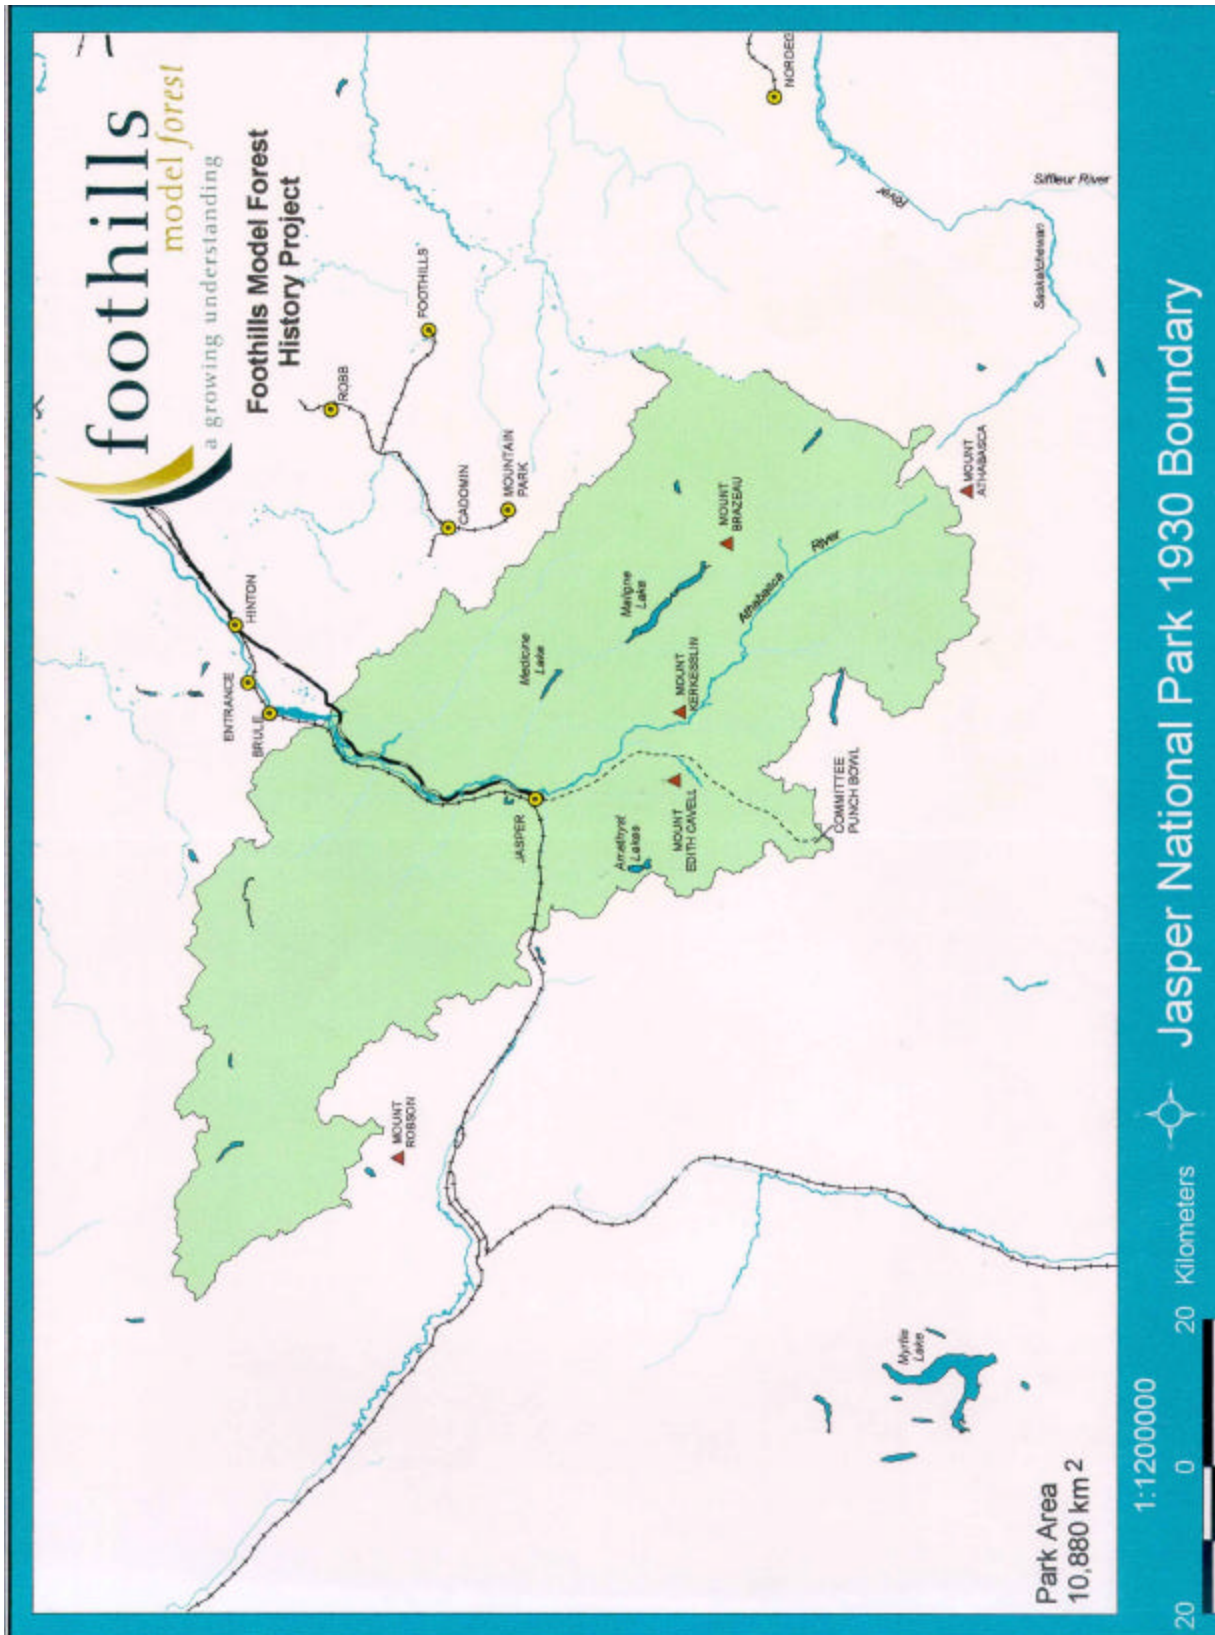 foothills
model forest
a growing understanding
Foothills Model Forest
History Project
ENTRANCE
HINTON
BRULE
ROBB
FOOTHILLS
CADOMIN
MOUNTAIN
PARK
MOUNT
ROBSON
JASPER
Medicine
Lake
Maligne
Lake
Amethyst
Lakes
MOUNT
EDITH CAVELL
MOUNT
KERKESSLIN
MOUNT
BRAZEAU
Athabasca
River
NORDEG
COMMITTEE
PUNCH BOWL
River
Myrtle
Lake
MOUNT
ATHABASCA
Saskatchewan
Siffleur River
Park Area
10,880 km 2
1:1200000
20 0 20 Kilometers
Jasper National Park 1930 Boundary